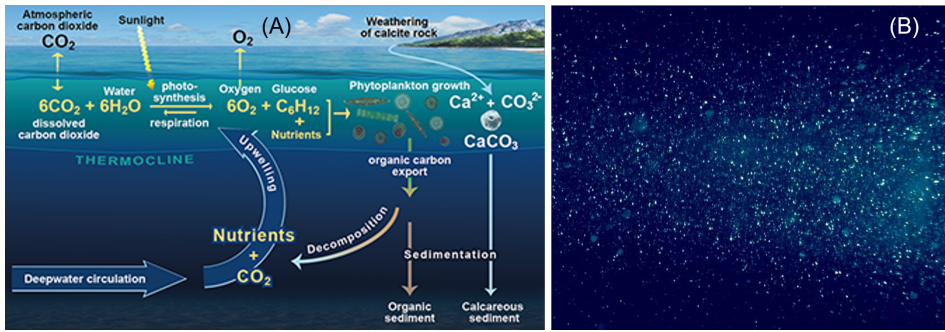 Atmospheric
carbon dioxide
CO2
Sunlight
O2
(A)
Weathering
of calcite rock
(B)
Water
photo-
synthesis
Oxygen
Glucose
Phytoplankton growth
6CO2 + 6H2O
6O2 + C6H12
Ca2+ + CO32-
dissolved
carbon dioxide
respiration
+
Nutrients
CaCO3
THERMOCLINE
Upwelling
organic carbon
export
Nutrients
+
CO2
Decomposition
Sedimentation
Deepwater circulation
Organic
sediment
Calcareous
sediment